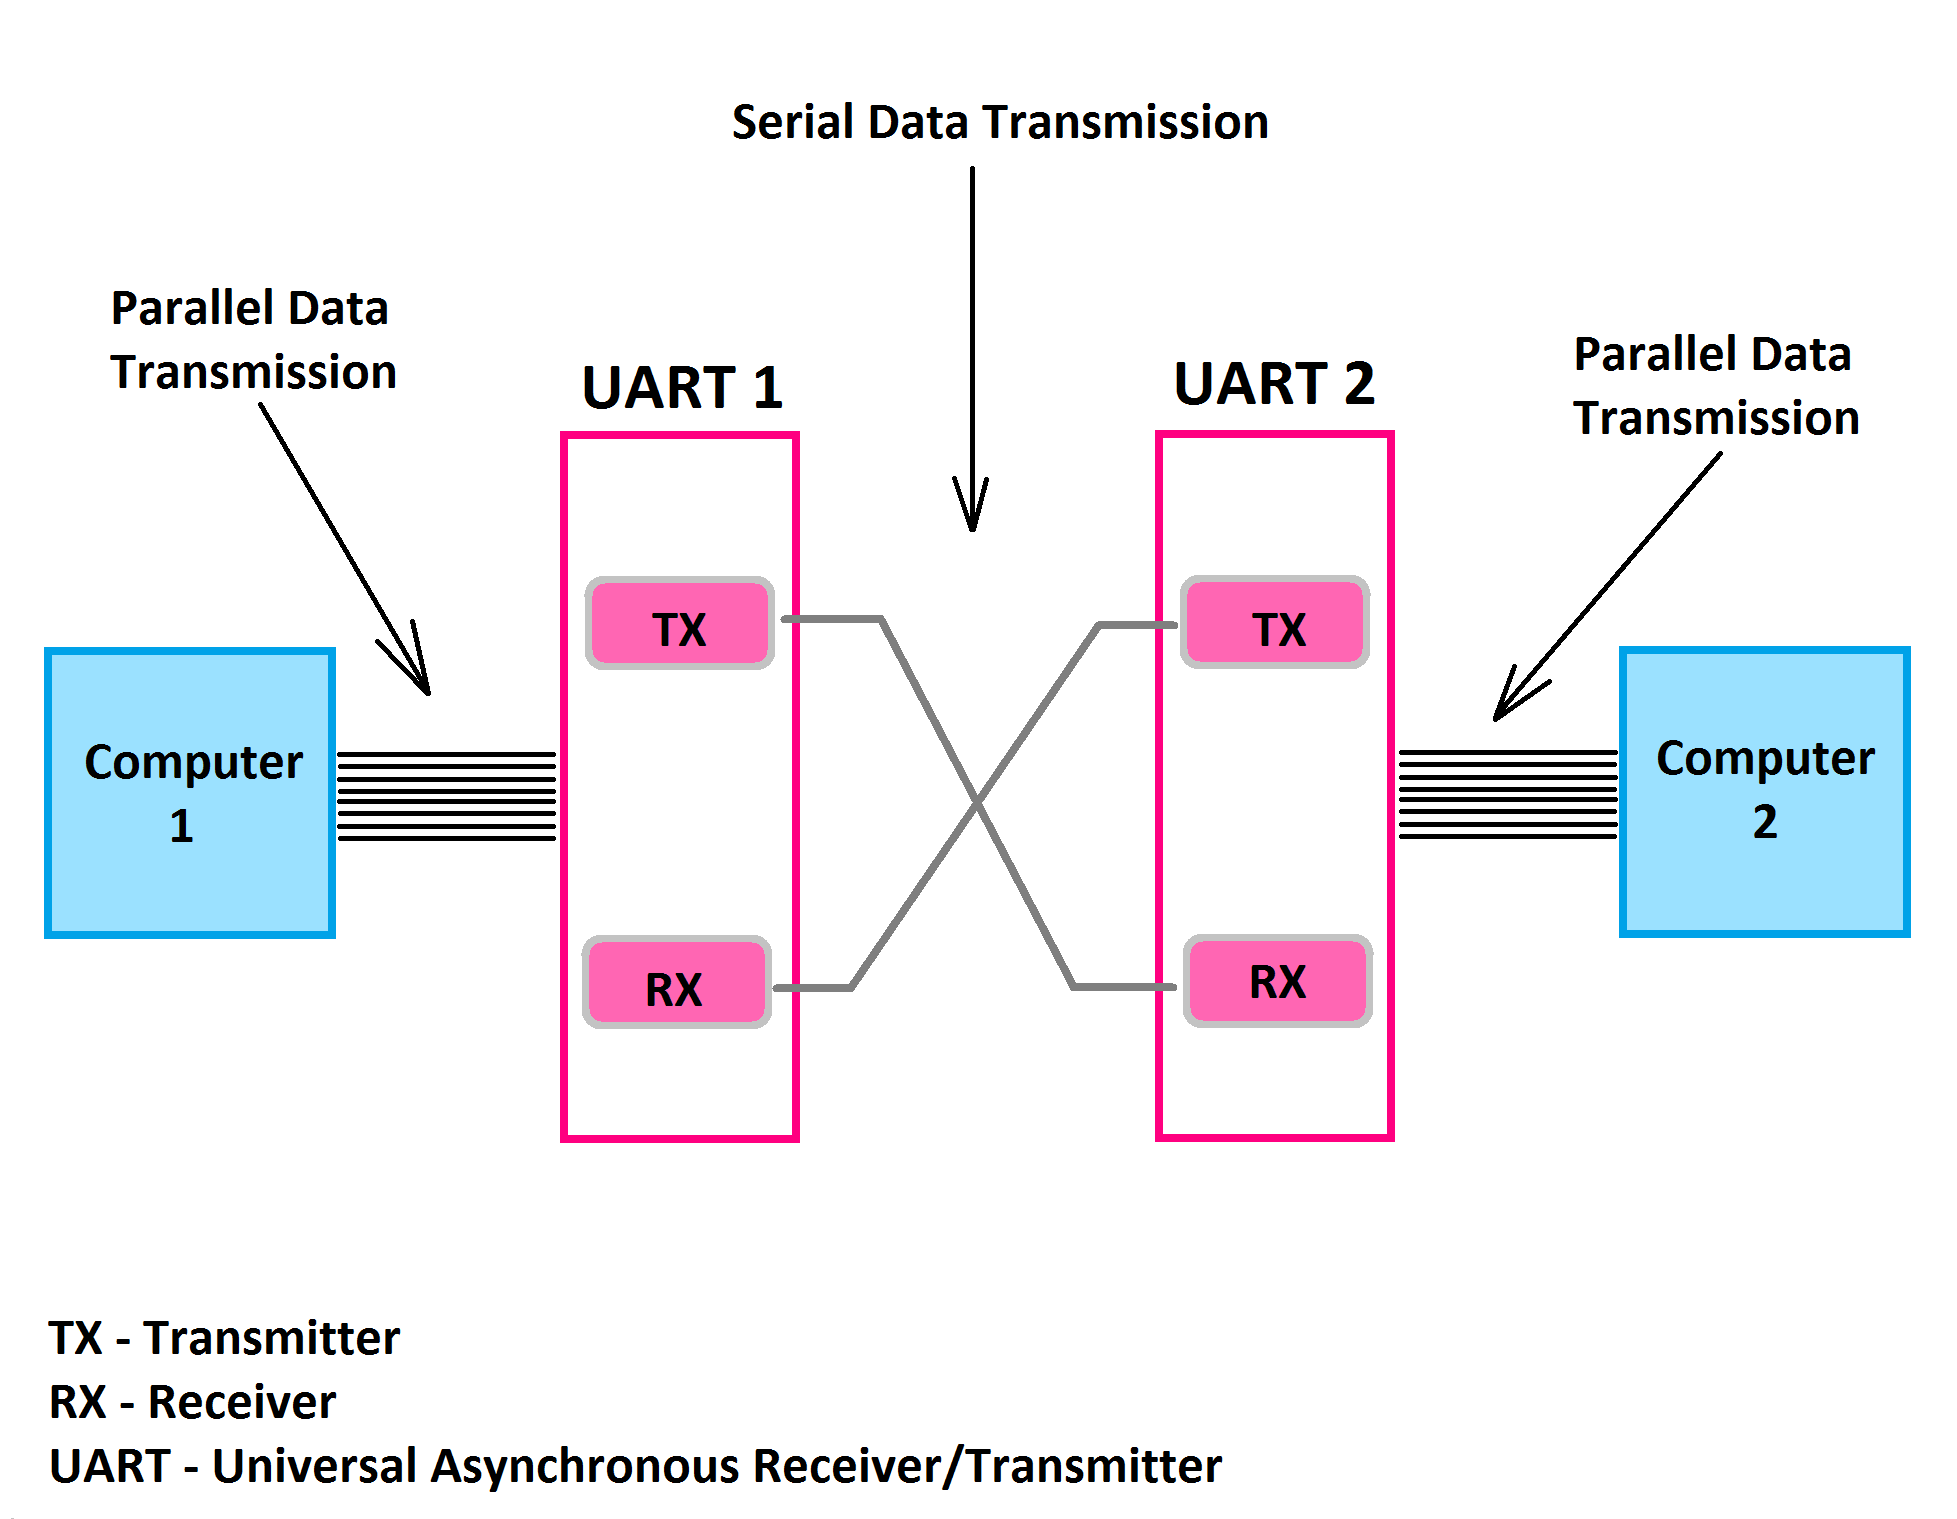 Serial Data Transmission
Parallel Data
Transmission
UART 1
UART 2
Parallel Data
Transmission
TX
TX
Computer
1
Computer
2
RX
RX
TX - Transmitter
RX - Receiver
UART - Universal Asynchronous Receiver/Transmitter